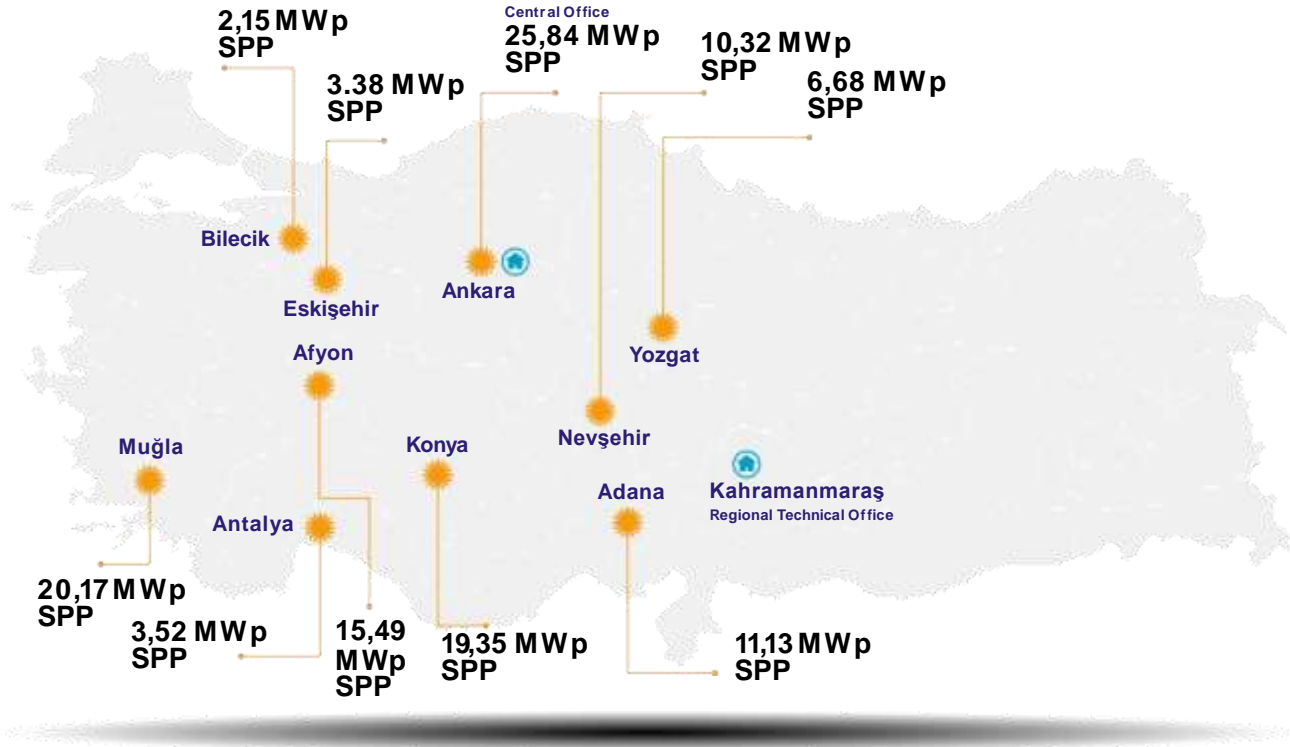 2,15 MWp
SPP
Central Office
25,84 MWp
SPP
10,32 MWp
SPP
6,68 MWp
SPP
3.38 MWp
SPP
Bilecik
Eskişehir
Ankara
Afyon
Yozgat
Muğla
Konya
Nevşehir
Antalya
Adana
Kahramanmaraş
Regional Technical Office
20,17 MWp
SPP
3,52 MWp
SPP
15,49
MWp
SPP
19,35 MWp
SPP
11,13 MWp
SPP